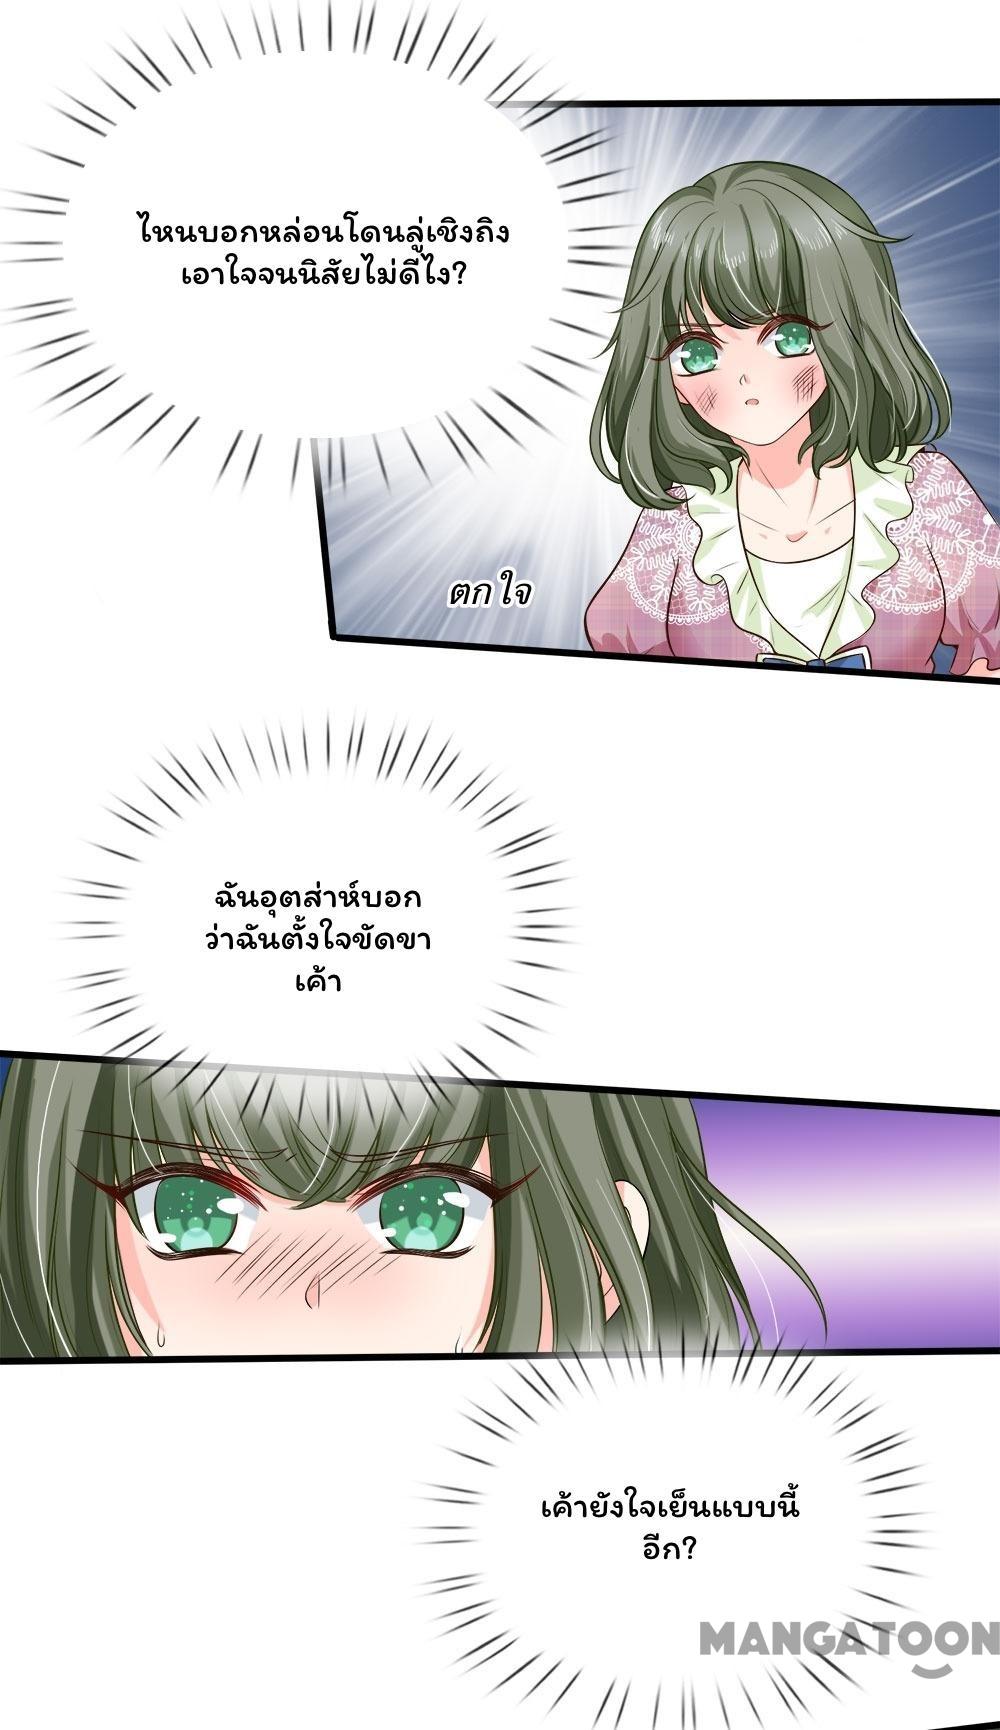 ไหนบอกหล่อนโดนลู่เชิงถิง
เอาใจจนนิสัยไม่ดีไง?
ตกใจ
ฉันอุตส่าห์บอก
ว่าฉันตั้งใจขัดขา
เค้า
เค้ายังใจเย็นแบบนี้
อีก?
MANGATOON